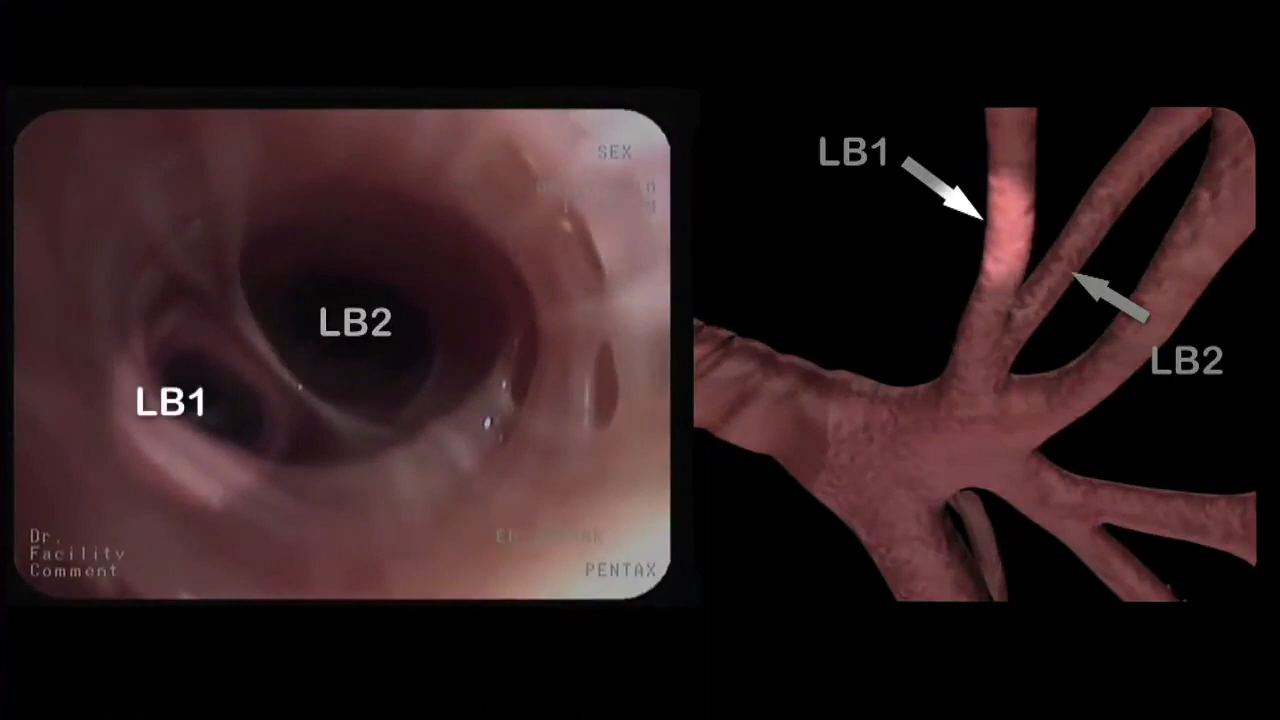 SEX
LB2
LB1
Dr.
Facility
Comment
PENTAX
LB1
LB2